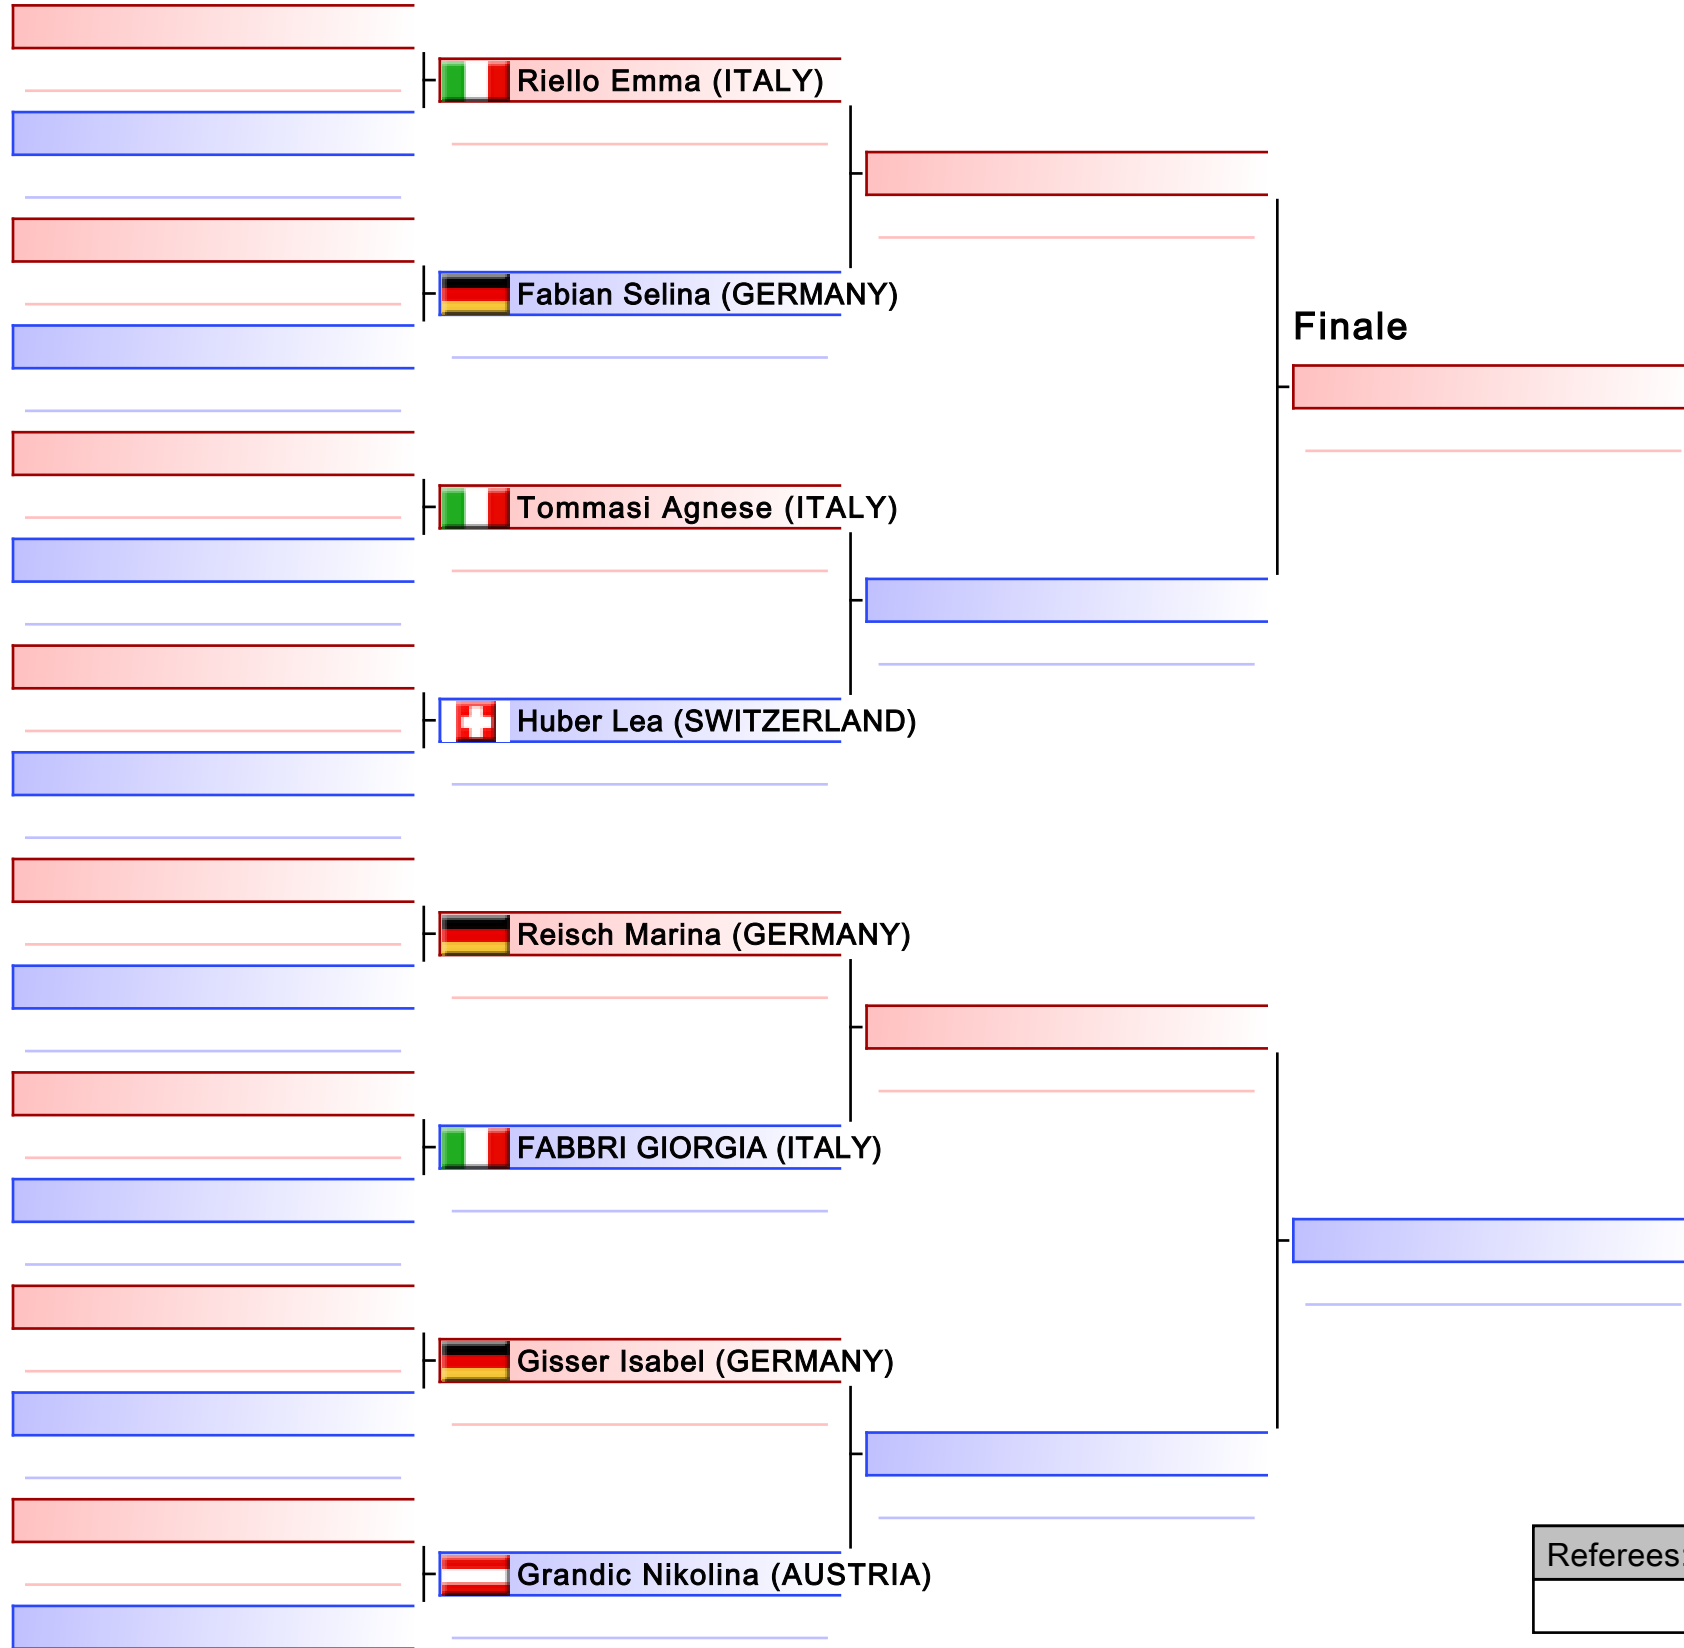 Riello Emma (ITALY)
Fabian Selina (GERMANY)
Finale
Tommasi Agnese (ITALY)
Huber Lea (SWITZERLAND)
Reisch Marina (GERMANY)
FABBRI GIORGIA (ITALY)
Gisser Isabel (GERMANY)
Grandic Nikolina (AUSTRIA)
Referees: